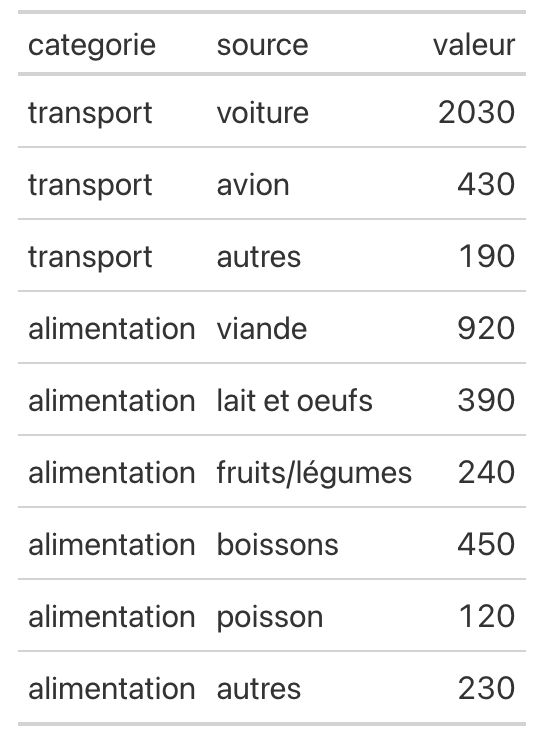 categorie source valeur
transport voiture 2030
transport avion 430
transport autres 190
alimentation viande 920
alimentation lait et oeufs 390
alimentation fruits/légumes 240
alimentation boissons 450
alimentation poisson 120
alimentation autres 230